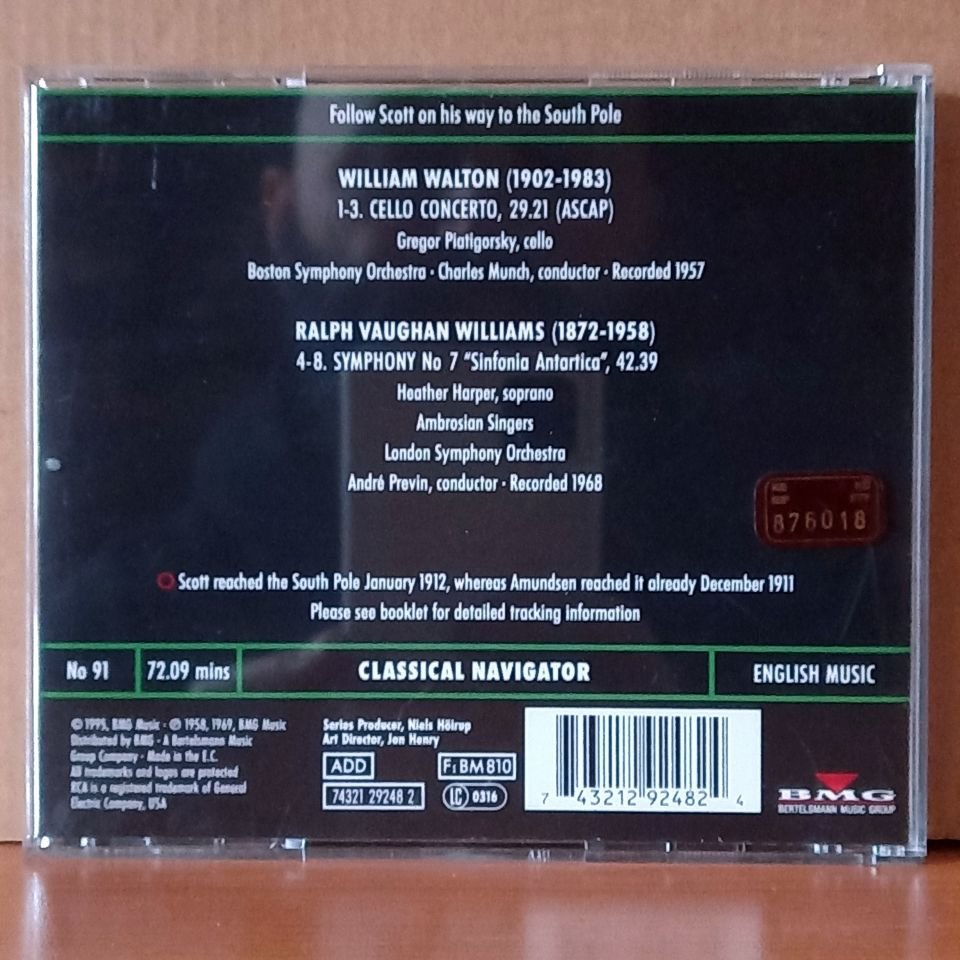 Follow Scott on his way to the South Pole
WILLIAM WALTON (1902-1983)
1-3. CELLO CONCERTO, 29.21 (ASCAP)
Gregor Piatigorsky, cello
Boston Symphony Orchestra · Charles Munch, conductor · Recorded 1957
RALPH VAUGHAN WILLIAMS (1872-1958)
4-8. SYMPHONY No 7 "Sinfonia Antartica", 42.39
Heather Harper, soprano
Ambrosian Singers
London Symphony Orchestra
André Previn, conductor · Recorded 1968
876018
Scott reached the South Pole January 1912, whereas Amundsen reached it already December 1911
Please see booklet for detailed tracking information
No 91
72.09 mins
CLASSICAL NAVIGATOR
ENGLISH MUSIC
© 1995, BMG Music · ℗ 1958, 1969, BMG Music
Distributed by BMG · A Bertelsmann Music
Group Company · Made in the E.C.
All trademarks and logos are protected
RCA is a registered trademark of General
Electric Company, USA
Series Producer, Niels Höirup
Art Director, Jon Henry
ADD
F: BM 810
74321 29248 2
LC 0316
7 43212 92482 4
BMG
BERTELSMANN MUSIC GROUP